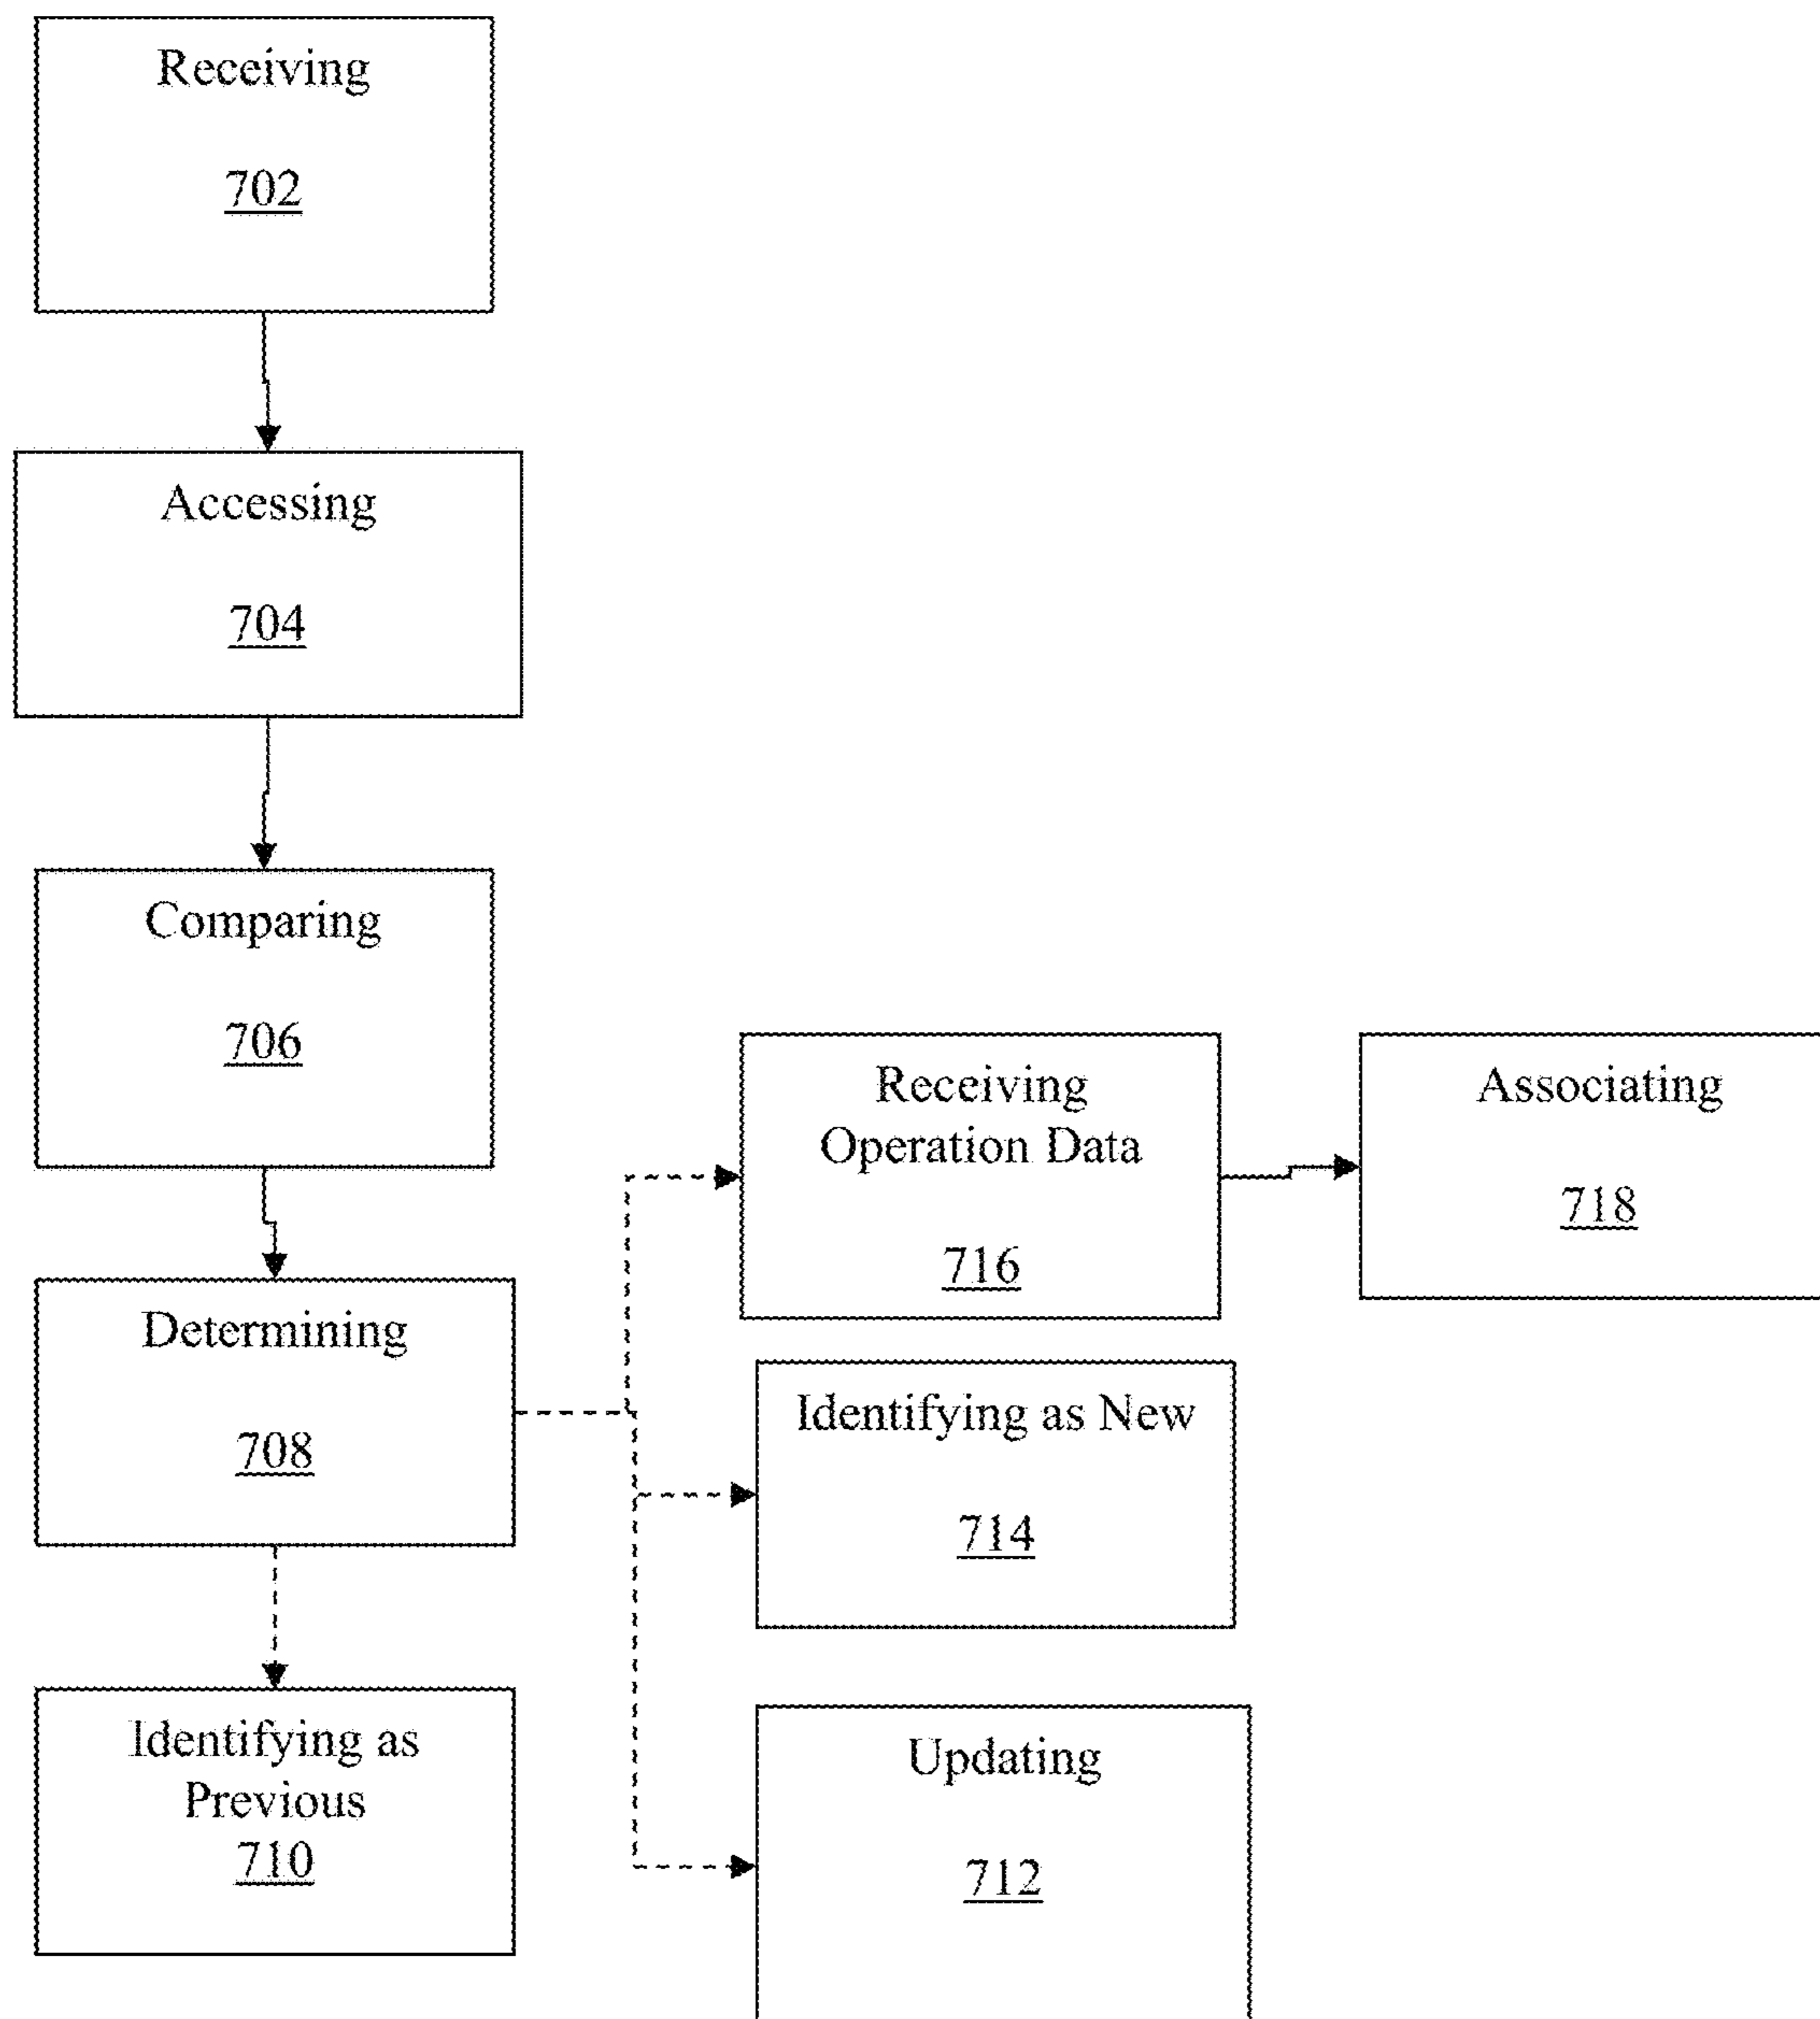 Receiving
702
Accessing
704
Comparing
706
Determining
708
Identifying as
Previous
710
Receiving
Operation Data
716
Associating
718
Identifying as New
714
Updating
712